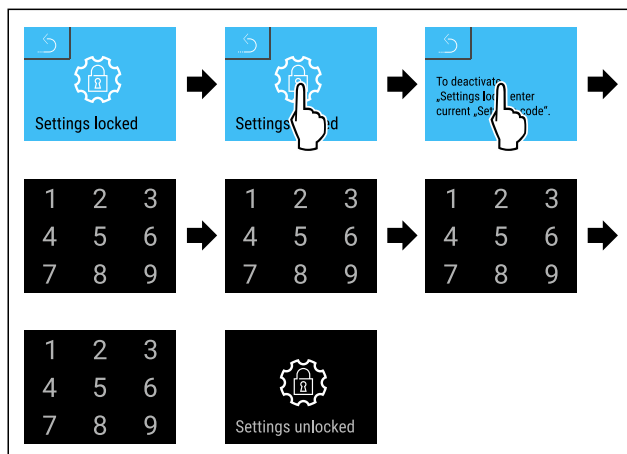 Settings locked
Settings
To deactivate
„Settings enter
current code“.
1 2 3
4 5 6
7 8 9
1 2 3
4 5 6
7 8 9
1 2 3
4 5 6
7 8 9
1 2 3
4 5 6
7 8 9
Settings unlocked